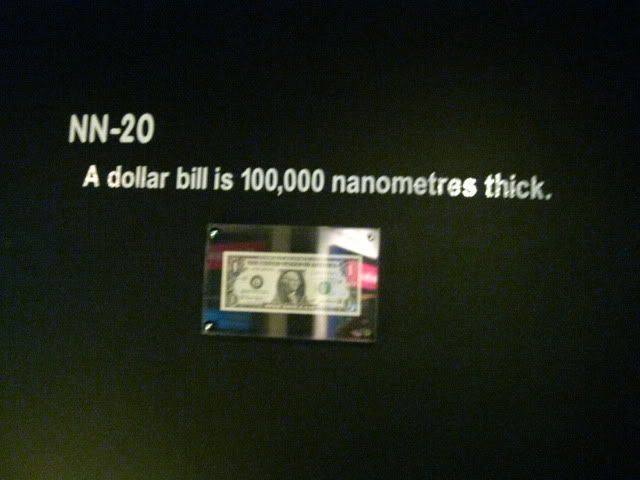 NN-20
A dollar bill is 100,000 nanometres thick.